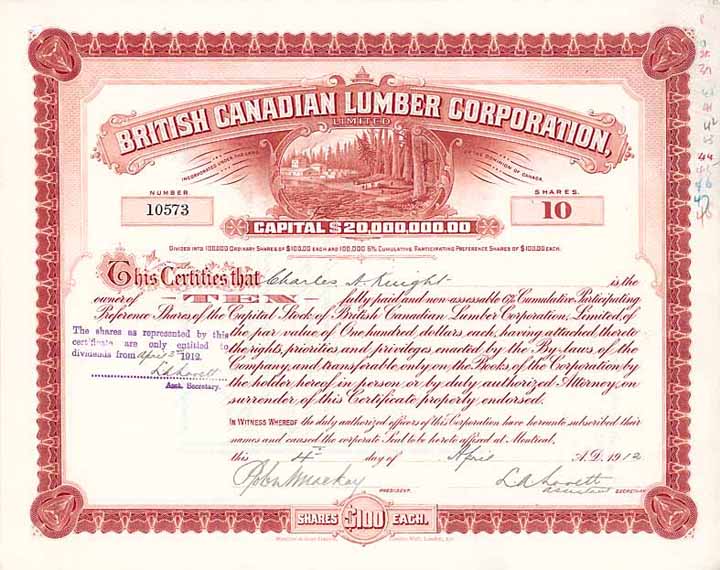 BRITISH CANADIAN LUMBER CORPORATION,
LIMITED
INCORPORATED UNDER THE LAWS OF THE DOMINION OF CANADA.
NUMBER
10573
SHARES.
10
CAPITAL $20,000,000.00
DIVIDED INTO 100,000 ORDINARY SHARES OF $100.00 EACH AND 100,000 6% CUMULATIVE PARTICIPATING PREFERENCE SHARES OF $100.00 EACH.
This Certifies that Charles A. Knight is the
owner of TEN fully paid and non-assessable 6% Cumulative Participating
Preference Shares of the Capital Stock of British Canadian Lumber Corporation, Limited, of
the par value of One hundred dollars each, having attached thereto
the rights, priorities and privileges enacted by the By-laws of the
Company, and transferable only on the Books of the Corporation by
the holder hereof in person or by duly authorized Attorney, on
surrender of this Certificate properly endorsed.
The shares as represented by this
certificate are only entitled to
dividends from April 3rd 1912.
L A Lovett
Asst. Secretary.
IN WITNESS WHEREOF the duly authorized officers of this Corporation have hereunto subscribed their
names and caused the corporate Seal to be hereto affixed at Montreal,
this 4th day of April A.D. 1912
Robt Mackay
PRESIDENT.
L A Lovett
assistant SECRETARY
SHARES $100 EACH.